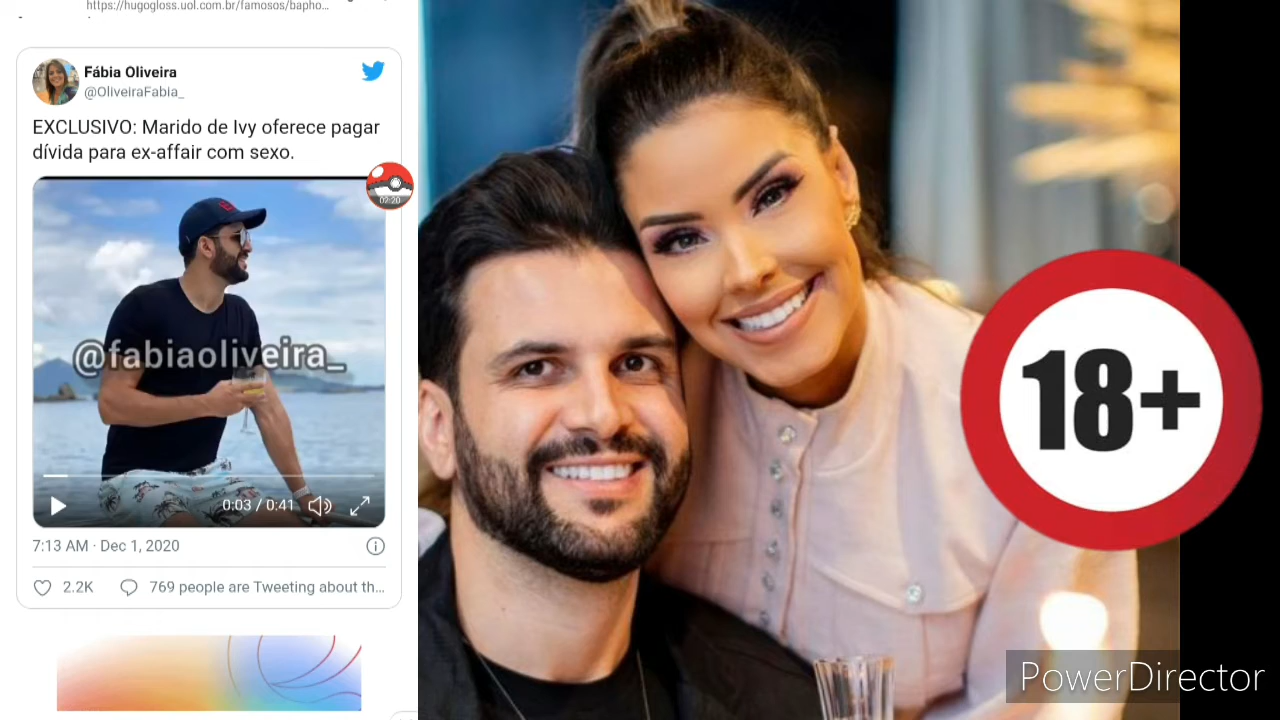 https://hugogloss.uol.com.br/famosos/bapho...
Fábia Oliveira
@OliveiraFabia_
EXCLUSIVO: Marido de Ivy oferece pagar
dívida para ex-affair com sexo.
02:20
@fabiaoliveira_
0:03 / 0:41
7:13 AM · Dec 1, 2020
2.2K
769 people are Tweeting about th...
18+
PowerDirector